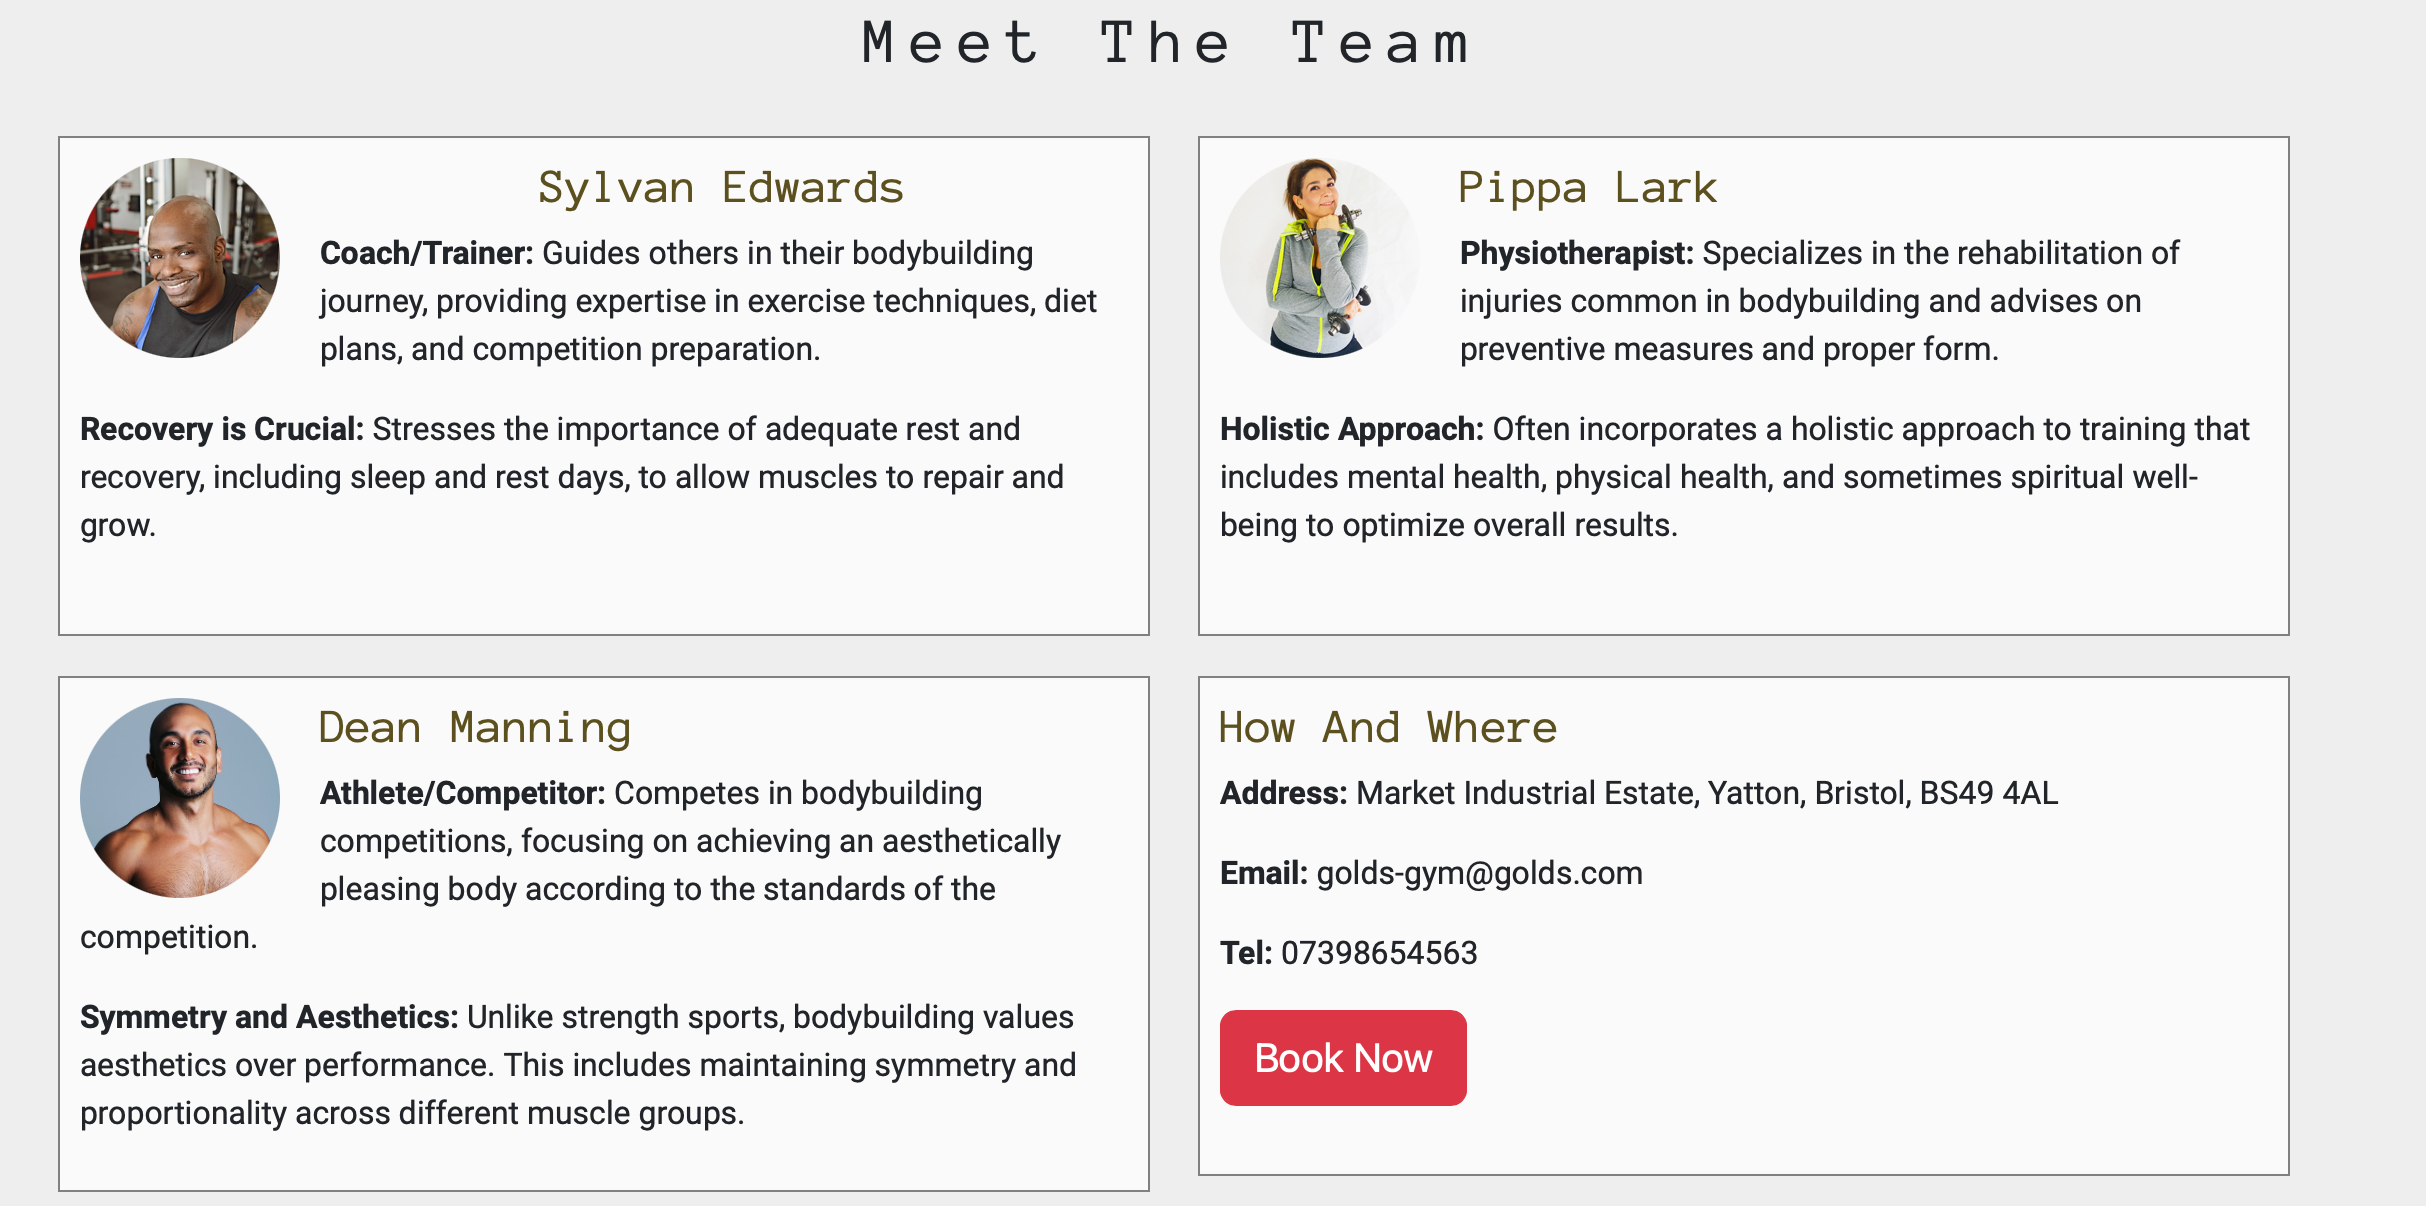 Meet The Team
Sylvan Edwards
Coach/Trainer: Guides others in their bodybuilding
journey, providing expertise in exercise techniques, diet
plans, and competition preparation.
Recovery is Crucial: Stresses the importance of adequate rest and
recovery, including sleep and rest days, to allow muscles to repair and
grow.
Pippa Lark
Physiotherapist: Specializes in the rehabilitation of
injuries common in bodybuilding and advises on
preventive measures and proper form.
Holistic Approach: Often incorporates a holistic approach to training that
includes mental health, physical health, and sometimes spiritual well-
being to optimize overall results.
Dean Manning
Athlete/Competitor: Competes in bodybuilding
competitions, focusing on achieving an aesthetically
pleasing body according to the standards of the
competition.
Symmetry and Aesthetics: Unlike strength sports, bodybuilding values
aesthetics over performance. This includes maintaining symmetry and
proportionality across different muscle groups.
How And Where
Address: Market Industrial Estate, Yatton, Bristol, BS49 4AL
Email: golds-gym@golds.com
Tel: 07398654563
Book Now